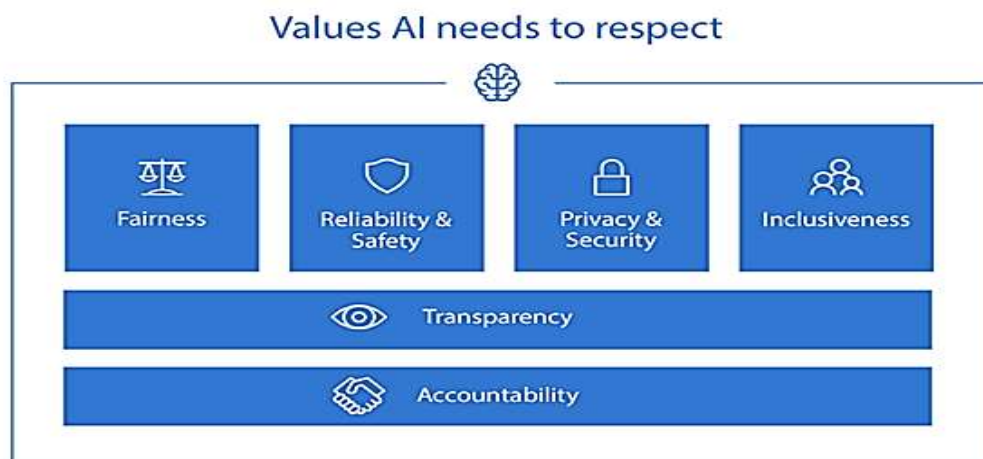 Values AI needs to respect
Fairness
Reliability &
Safety
Privacy &
Security
Inclusiveness
Transparency
Accountability